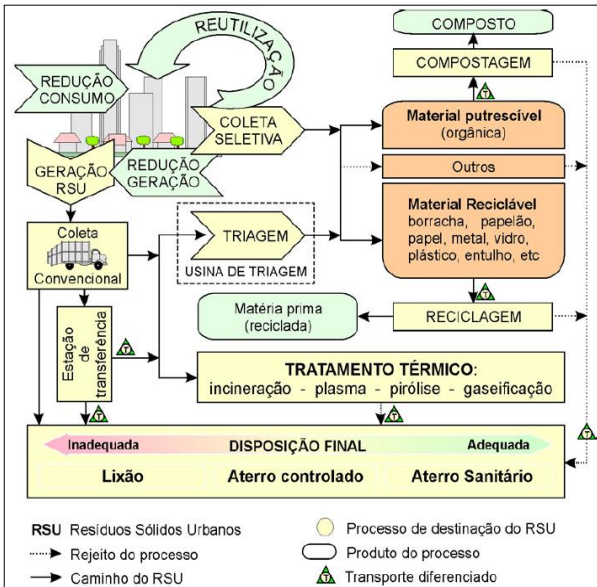 COMPOSTO
REUTILIZAÇÃO
COMPOSTAGEM
REDUÇÃO
CONSUMO
T
COLETA
SELETIVA
Material putrescível
(orgânica)
GERAÇÃO
RSU
REDUÇÃO
GERAÇÃO
Outros
Coleta
Convencional
TRIAGEM
USINA DE TRIAGEM
Material Reciclável
borracha, papelão,
papel, metal, vidro,
plástico, entulho, etc
T
Matéria prima
(reciclada)
RECICLAGEM
Estação
de
transferência
T
TRATAMENTO TÉRMICO:
incineração - plasma - pirólise - gaseificação
T
T
T
Inadequada
DISPOSIÇÃO FINAL
Adequada
Lixão
Aterro controlado
Aterro Sanitário
RSU Resíduos Sólidos Urbanos
Processo de destinação do RSU
Rejeito do processo
Produto do processo
Caminho do RSU
T Transporte diferenciado